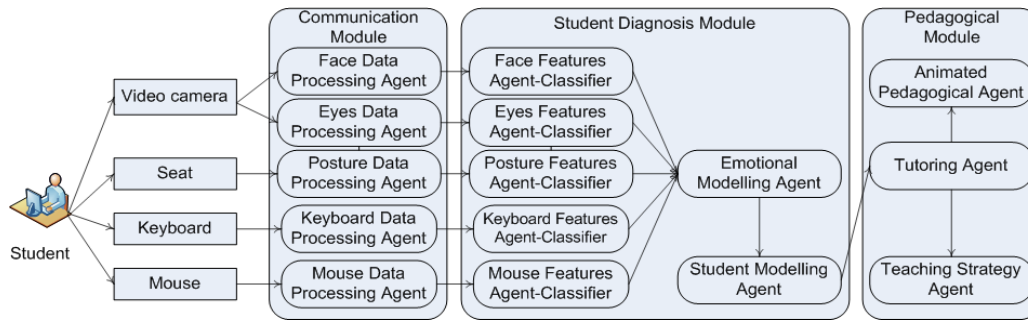 Communication
Module
Student Diagnosis Module
Pedagogical
Module
Student
Video camera
Seat
Keyboard
Mouse
Face Data
Processing Agent
Eyes Data
Processing Agent
Posture Data
Processing Agent
Keyboard Data
Processing Agent
Mouse Data
Processing Agent
Face Features
Agent-Classifier
Eyes Features
Agent-Classifier
Posture Features
Agent-Classifier
Keyboard Features
Agent-Classifier
Mouse Features
Agent-Classifier
Emotional
Modelling Agent
Student Modelling
Agent
Animated
Pedagogical Agent
Tutoring Agent
Teaching Strategy
Agent